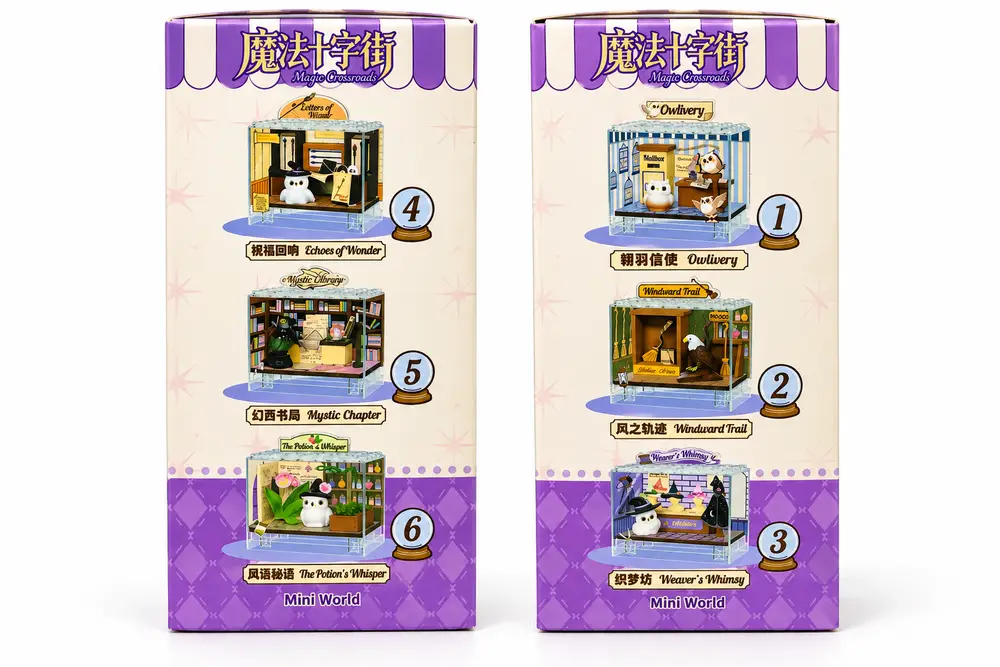 魔法十字街
Magic Crossroads
Letters of
4
祝福回响 Echoes of Wonder
5
幻西书局 Mystic Chapter
The Potion's Whisper
6
风语秘语 The Potion's Whisper
Mini World
魔法十字街
Magic Crossroads
Owlivery
Mailbox
1
翱羽信使 Owlivery
Windward Trail
2
风之轨迹 Windward Trail
Weaver's Whimsy
3
织梦坊 Weaver's Whimsy
Mini World